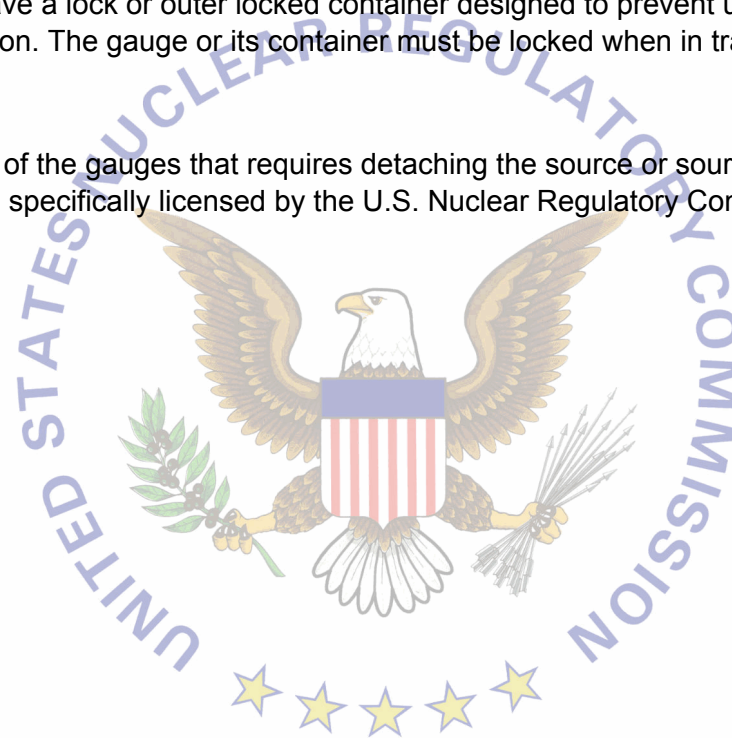 ave a lock or outer locked container designed to prevent u
on. The gauge or its container must be locked when in tra
of the gauges that requires detaching the source or sour
specifically licensed by the U.S. Nuclear Regulatory Co
UNITED STATES NUCLEAR REGULATORY COMMISSION